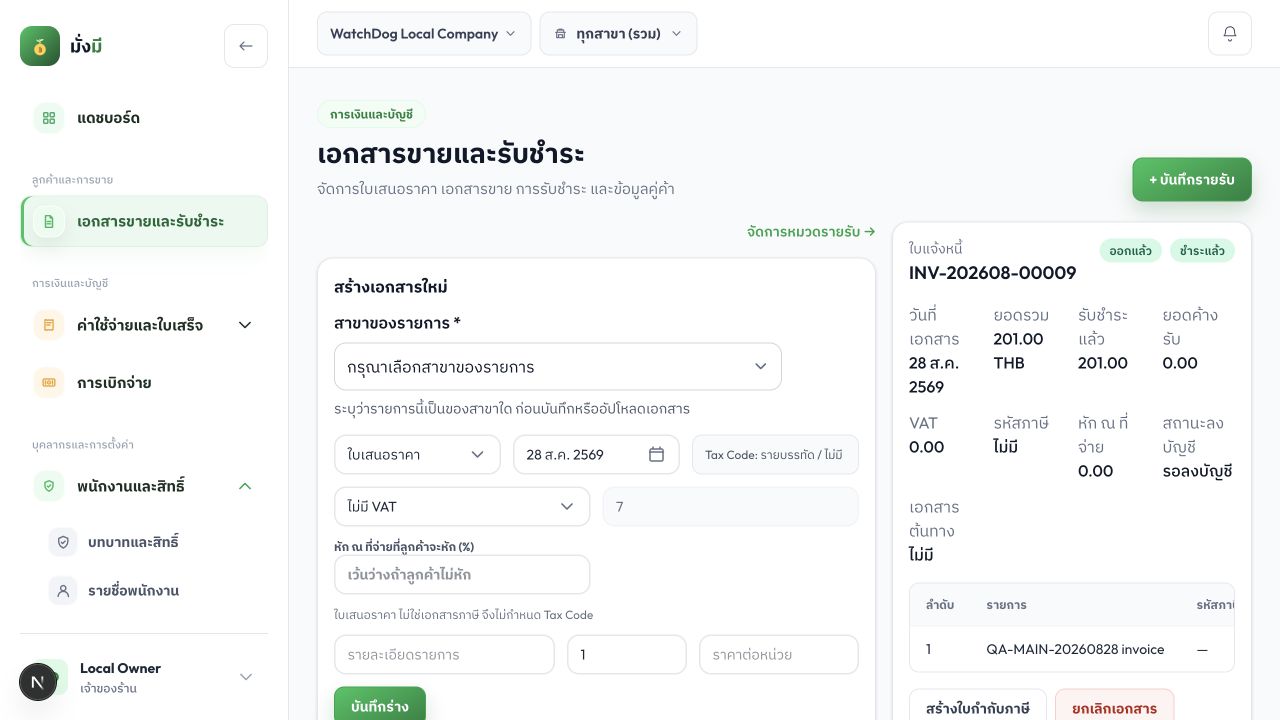 มั่งมี
แดชบอร์ด
ลูกค้าและการขาย
เอกสารขายและรับชำระ
การเงินและบัญชี
ค่าใช้จ่ายและใบเสร็จ
การเบิกจ่าย
บุคลากรและการตั้งค่า
พนักงานและสิทธิ์
บทบาทและสิทธิ์
รายชื่อพนักงาน
N
Local Owner
เจ้าของร้าน
WatchDog Local Company
ทุกสาขา (รวม)
การเงินและบัญชี
เอกสารขายและรับชำระ
จัดการใบเสนอราคา เอกสารขาย การรับชำระ และข้อมูลคู่ค้า
+ บันทึกรายรับ
จัดการหมวดรายรับ →
สร้างเอกสารใหม่
สาขาของรายการ *
กรุณาเลือกสาขาของรายการ
ระบุว่ารายการนี้เป็นของสาขาใด ก่อนบันทึกหรืออัปโหลดเอกสาร
ใบเสนอราคา
28 ส.ค. 2569
Tax Code: รายบรรทัด / ไม่มี
ไม่มี VAT
7
หัก ณ ที่จ่ายที่ลูกค้าจะหัก (%)
เว้นว่างถ้าลูกค้าไม่หัก
ใบเสนอราคา ไม่ใช่เอกสารภาษี จึงไม่กำหนด Tax Code
รายละเอียดรายการ
1
ราคาต่อหน่วย
บันทึกร่าง
ใบแจ้งหนี้
INV-202608-00009
ออกแล้ว
ชำระแล้ว
วันที่
เอกสาร
28 ส.ค.
2569
ยอดรวม
201.00
THB
รับชำระ
แล้ว
201.00
ยอดค้าง
รับ
0.00
VAT
0.00
รหัสภาษี
ไม่มี
หัก ณ ที่
จ่าย
0.00
สถานะลง
บัญชี
รอลงบัญชี
เอกสาร
ต้นทาง
ไม่มี
ลำดับ
รายการ
1
QA-MAIN-20260828 invoice
—
สร้างใบกำกับภาษี
ยกเลิกเอกสาร